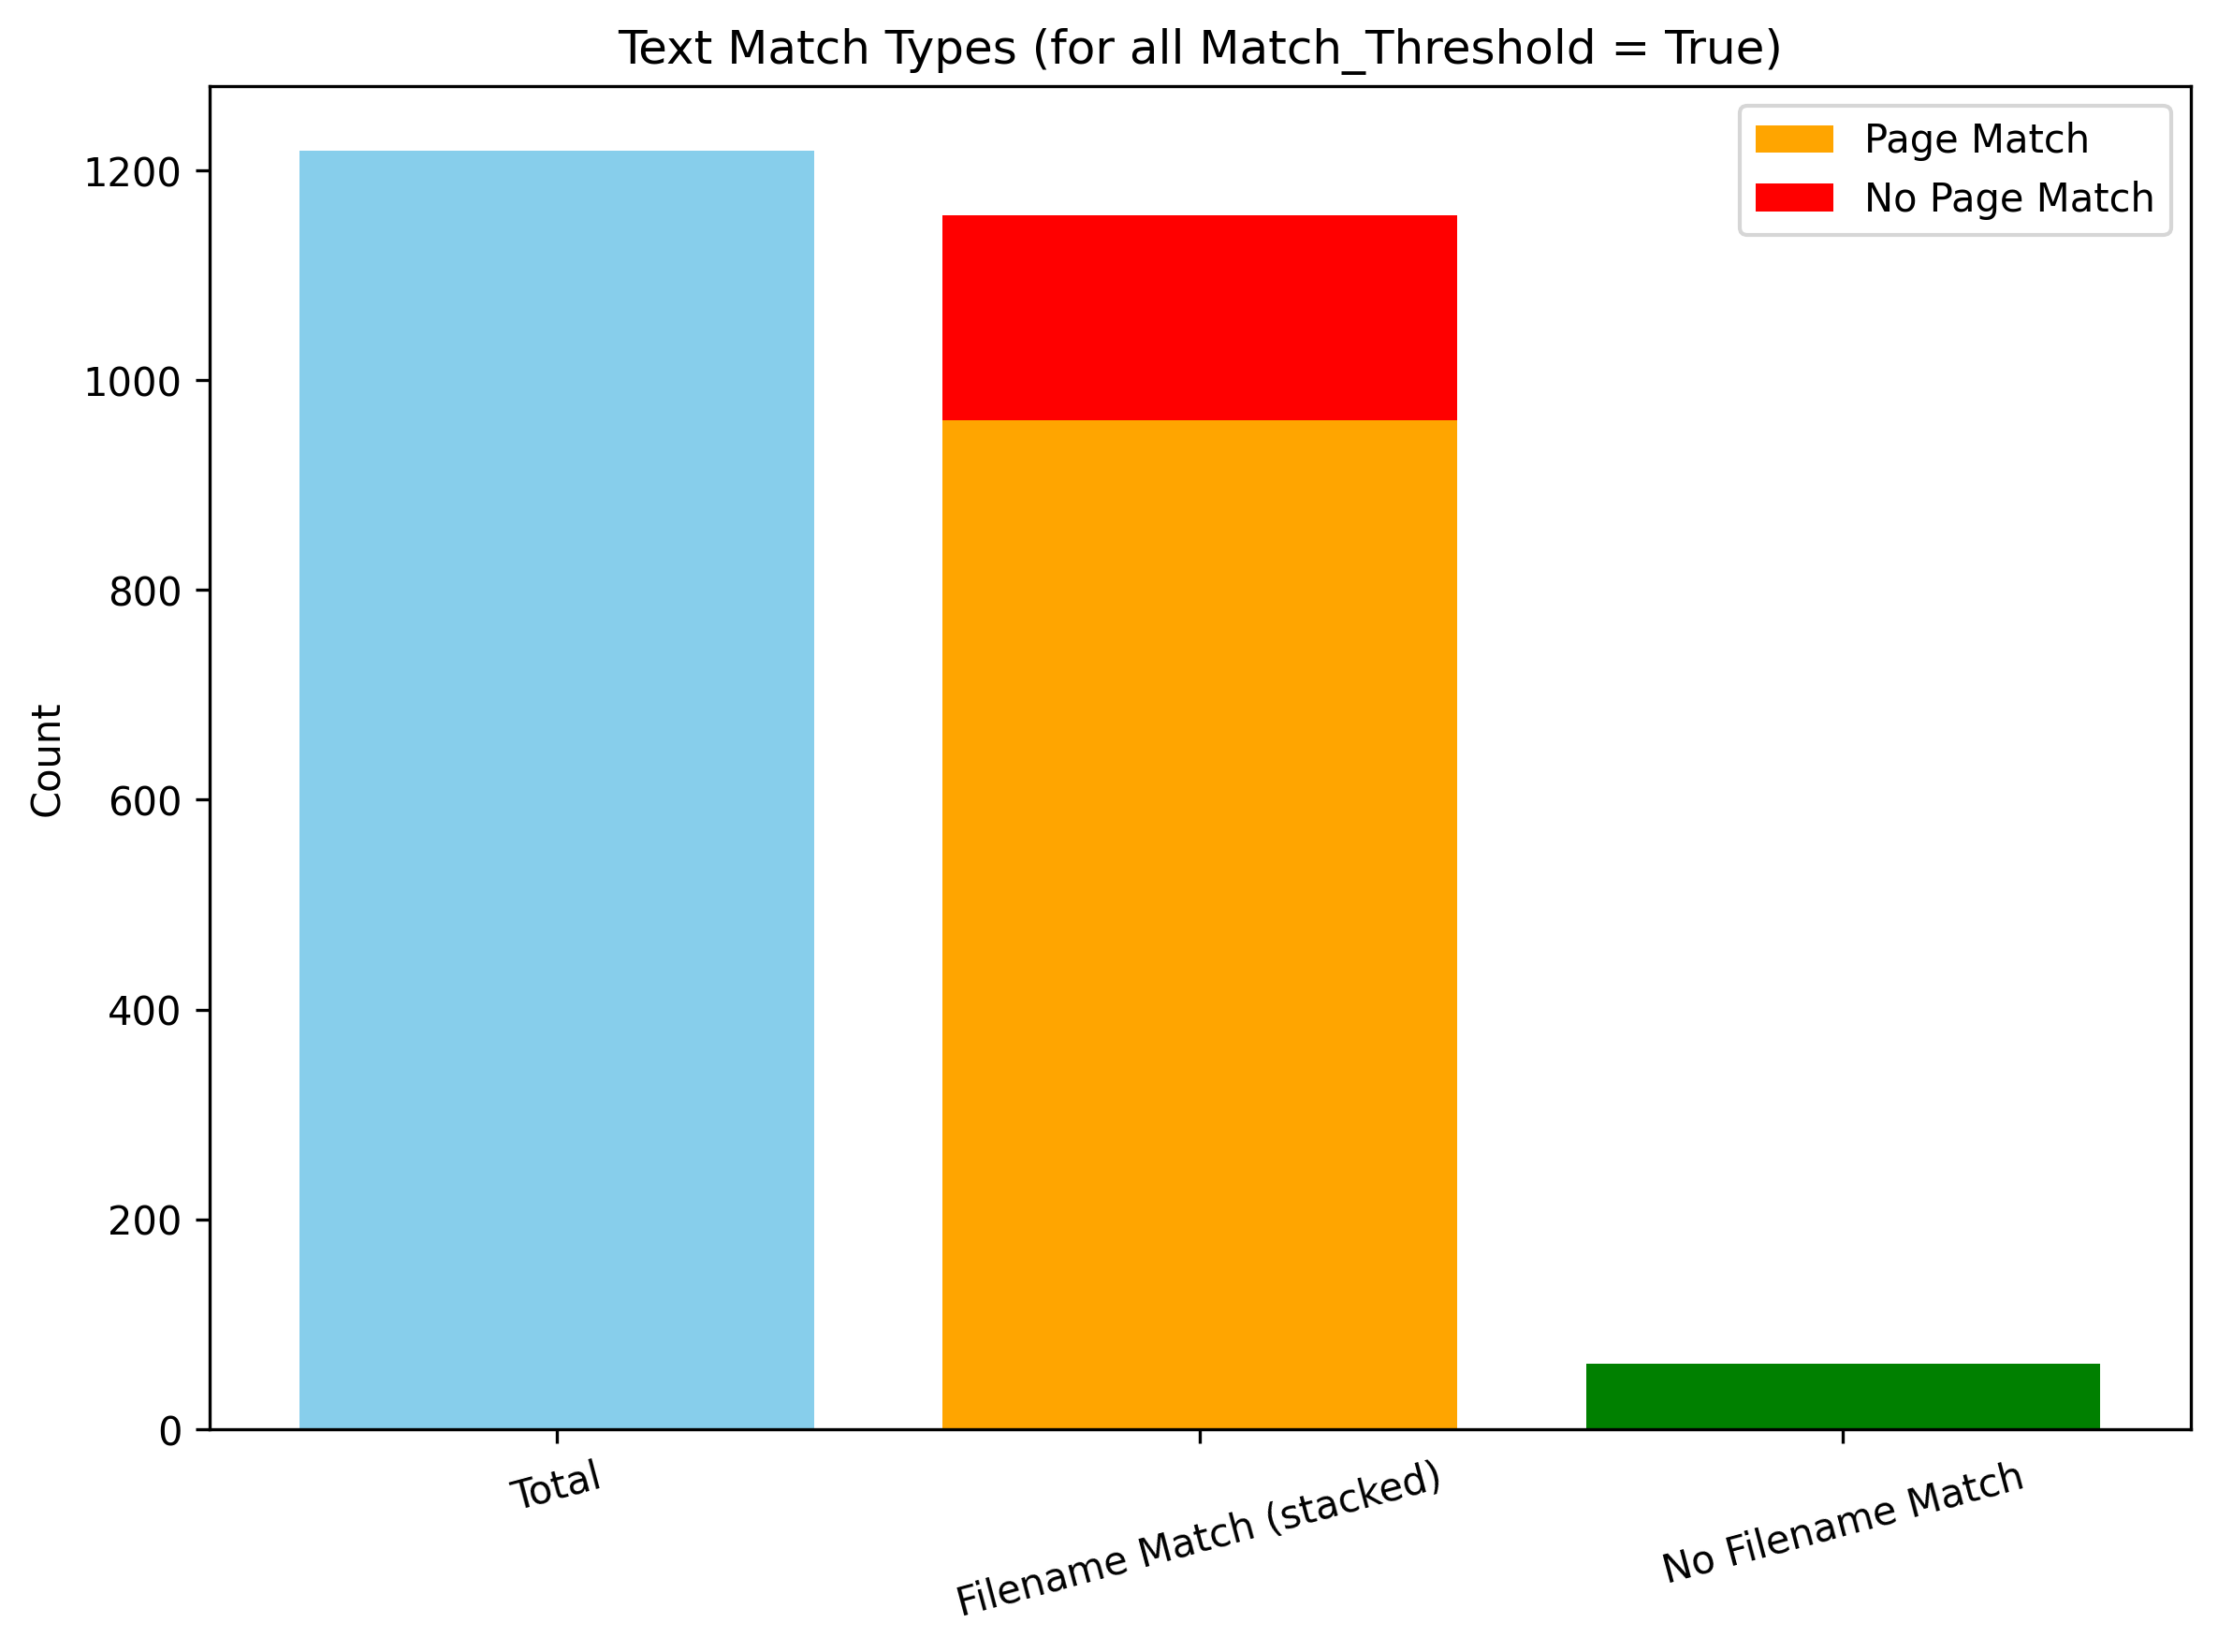 Text Match Types (for all Match_Threshold = True)
Page Match
No Page Match
1200
1000
800
600
400
200
0
Count
Total
Filename Match (stacked)
No Filename Match